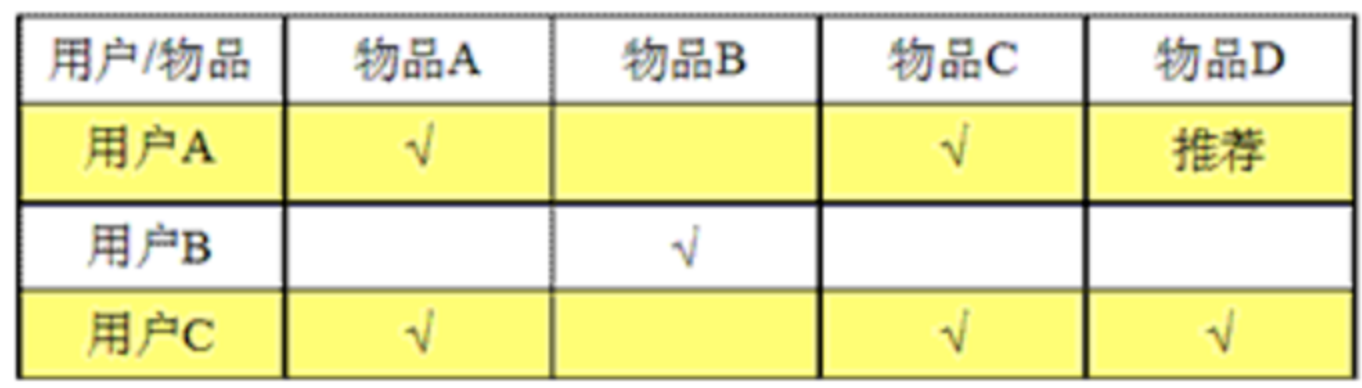 用户/物品 物品A 物品B 物品C 物品D
用户A √ √ 推荐
用户B √
用户C √ √ √